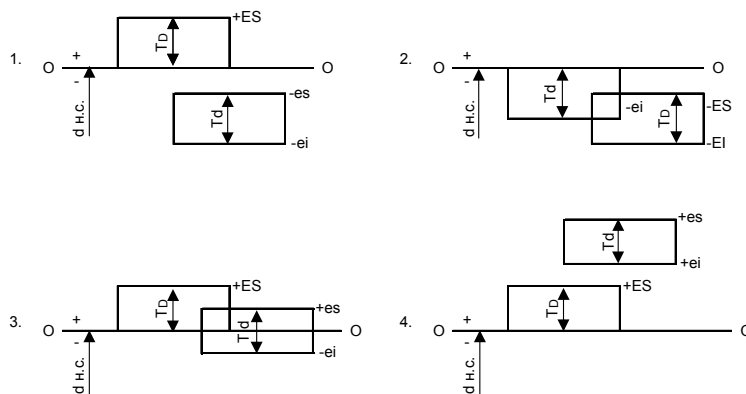 1.
+ES
TD
O + O
-
d н.с.
-es
Td
-ei
2.
O + O
-
d н.с.
Td
-ei
TD
-ES
-EI
3.
+ES
TD
+es
O + O
-
Td
-ei
d н.с.
4.
+es
Td
+ei
+ES
TD
O + O
-
d н.с.